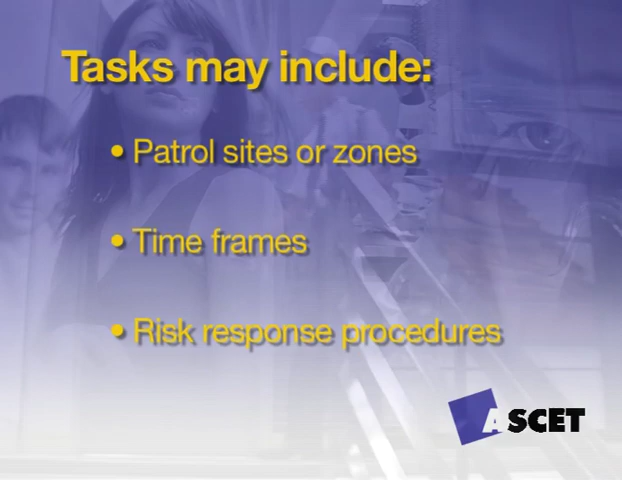 Tasks may include:
• Patrol sites or zones
• Time frames
• Risk response procedures
ASCET